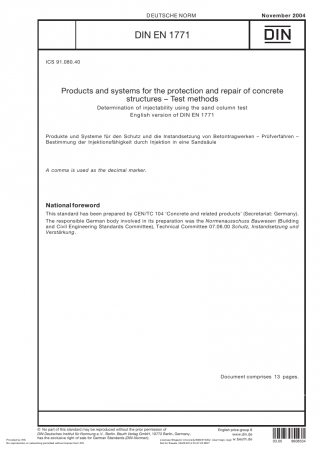 DEUTSCHE NORM
November 2004
DIN EN 1771
DIN
ICS 91.080.40
Products and systems for the protection and repair of concrete
structures – Test methods
Determination of injectability using the sand column test
English version of DIN EN 1771
Produkte und Systeme für den Schutz und die Instandsetzung von Betontragwerken – Prüfverfahren –
Bestimmung der Injektionsfähigkeit durch Injektion in eine Sandsäule
A comma is used as the decimal marker.
National foreword
This standard has been prepared by CEN/TC 104 'Concrete and related products' (Secretariat: Germany).
The responsible German body involved in its preparation was the Normenausschuss Bauwesen (Building
and Civil Engineering Standards Committee), Technical Committee 07.06.00 Schutz, Instandsetzung und
Verstärkung.
Document comprises 13 pages.
© No part of this standard may be reproduced without the prior permission of
DIN Deutsches Institut für Normung e.V., Berlin. Beuth Verlag GmbH, 10772 Berlin, Germany,
has the exclusive right of sale for German Standards (DIN-Normen).
English price group 9
www.din.de